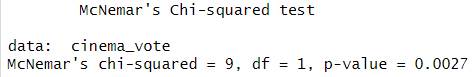 McNemar's Chi-squared test
data:  cinema_vote
McNemar's chi-squared = 9, df = 1, p-value = 0.0027